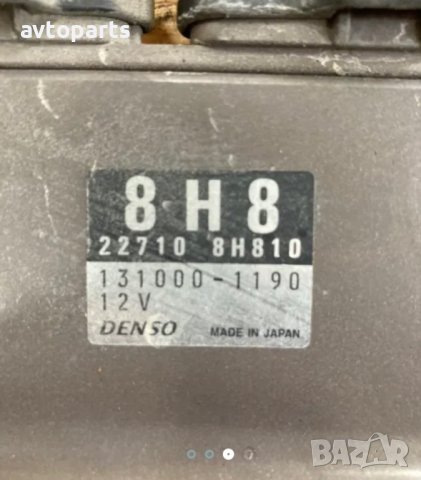 avtoparts
8H8
22710 8H810
131000-1190
12V
DENSO MADE IN JAPAN
BAZAR